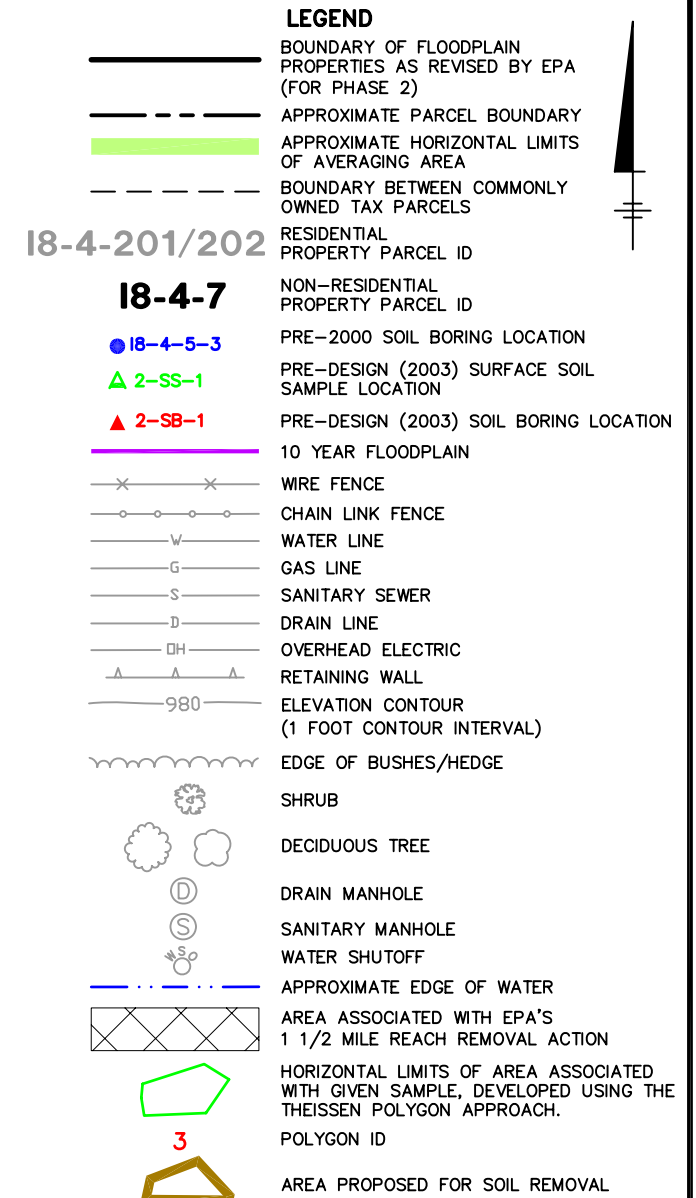 LEGEND
BOUNDARY OF FLOODPLAIN
PROPERTIES AS REVISED BY EPA
(FOR PHASE 2)
APPROXIMATE PARCEL BOUNDARY
APPROXIMATE HORIZONTAL LIMITS
OF AVERAGING AREA
BOUNDARY BETWEEN COMMONLY
OWNED TAX PARCELS
I8-4-201/202
RESIDENTIAL
PROPERTY PARCEL ID
I8-4-7
NON-RESIDENTIAL
PROPERTY PARCEL ID
I8-4-5-3
PRE-2000 SOIL BORING LOCATION
2-SS-1
PRE-DESIGN (2003) SURFACE SOIL
SAMPLE LOCATION
2-SB-1
PRE-DESIGN (2003) SOIL BORING LOCATION
10 YEAR FLOODPLAIN
WIRE FENCE
CHAIN LINK FENCE
W
WATER LINE
G
GAS LINE
S
SANITARY SEWER
D
DRAIN LINE
OH
OVERHEAD ELECTRIC
RETAINING WALL
980
ELEVATION CONTOUR
(1 FOOT CONTOUR INTERVAL)
EDGE OF BUSHES/HEDGE
SHRUB
DECIDUOUS TREE
D
DRAIN MANHOLE
S
SANITARY MANHOLE
WSO
WATER SHUTOFF
APPROXIMATE EDGE OF WATER
AREA ASSOCIATED WITH EPA'S
1 1/2 MILE REACH REMOVAL ACTION
HORIZONTAL LIMITS OF AREA ASSOCIATED
WITH GIVEN SAMPLE, DEVELOPED USING THE
THEISSEN POLYGON APPROACH.
3
POLYGON ID
AREA PROPOSED FOR SOIL REMOVAL